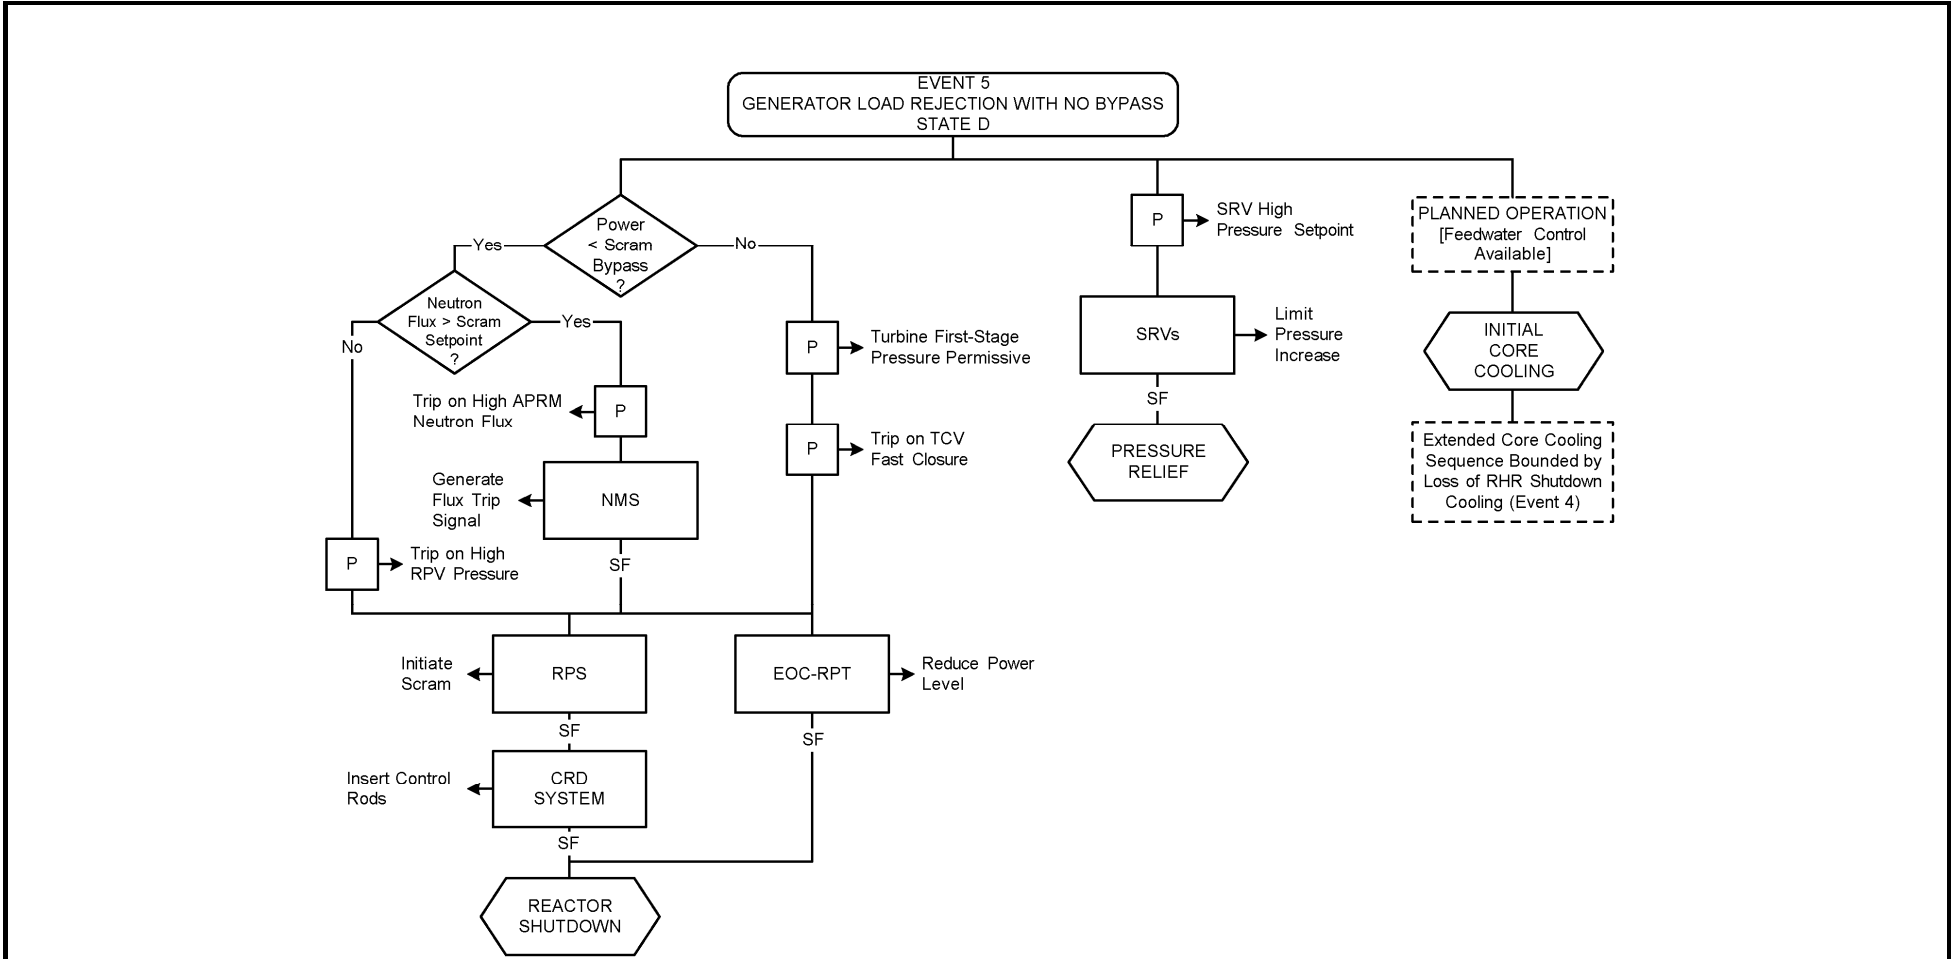 EVENT 5
GENERATOR LOAD REJECTION WITH NO BYPASS
STATE D
Power
< Scram
Bypass
?
Yes
No
Neutron
Flux > Scram
Setpoint
?
No
Yes
P
Trip on High APRM
Neutron Flux
NMS
Generate
Flux Trip
Signal
SF
P
Trip on High
RPV Pressure
P
Turbine First-Stage
Pressure Permissive
P
Trip on TCV
Fast Closure
RPS
Initiate
Scram
SF
CRD
SYSTEM
Insert Control
Rods
SF
EOC-RPT
Reduce Power
Level
SF
REACTOR
SHUTDOWN
P
SRV High
Pressure Setpoint
SRVs
Limit
Pressure
Increase
SF
PRESSURE
RELIEF
PLANNED OPERATION
[Feedwater Control
Available]
INITIAL
CORE
COOLING
Extended Core Cooling
Sequence Bounded by
Loss of RHR Shutdown
Cooling (Event 4)